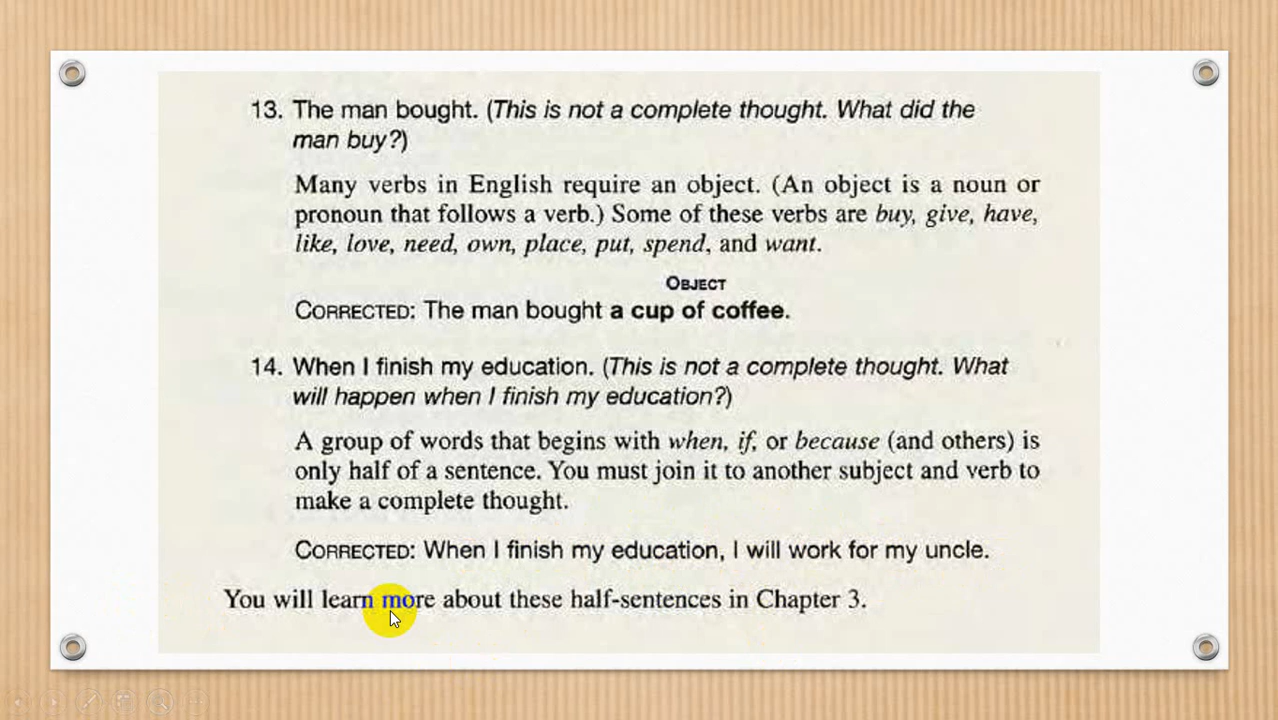 13. The man bought. (This is not a complete thought. What did the
man buy?)
Many verbs in English require an object. (An object is a noun or
pronoun that follows a verb.) Some of these verbs are buy, give, have,
like, love, need, own, place, put, spend, and want.
OBJECT
CORRECTED: The man bought a cup of coffee.
14. When I finish my education. (This is not a complete thought. What
will happen when I finish my education?)
A group of words that begins with when, if, or because (and others) is
only half of a sentence. You must join it to another subject and verb to
make a complete thought.
CORRECTED: When I finish my education, I will work for my uncle.
You will learn more about these half-sentences in Chapter 3.